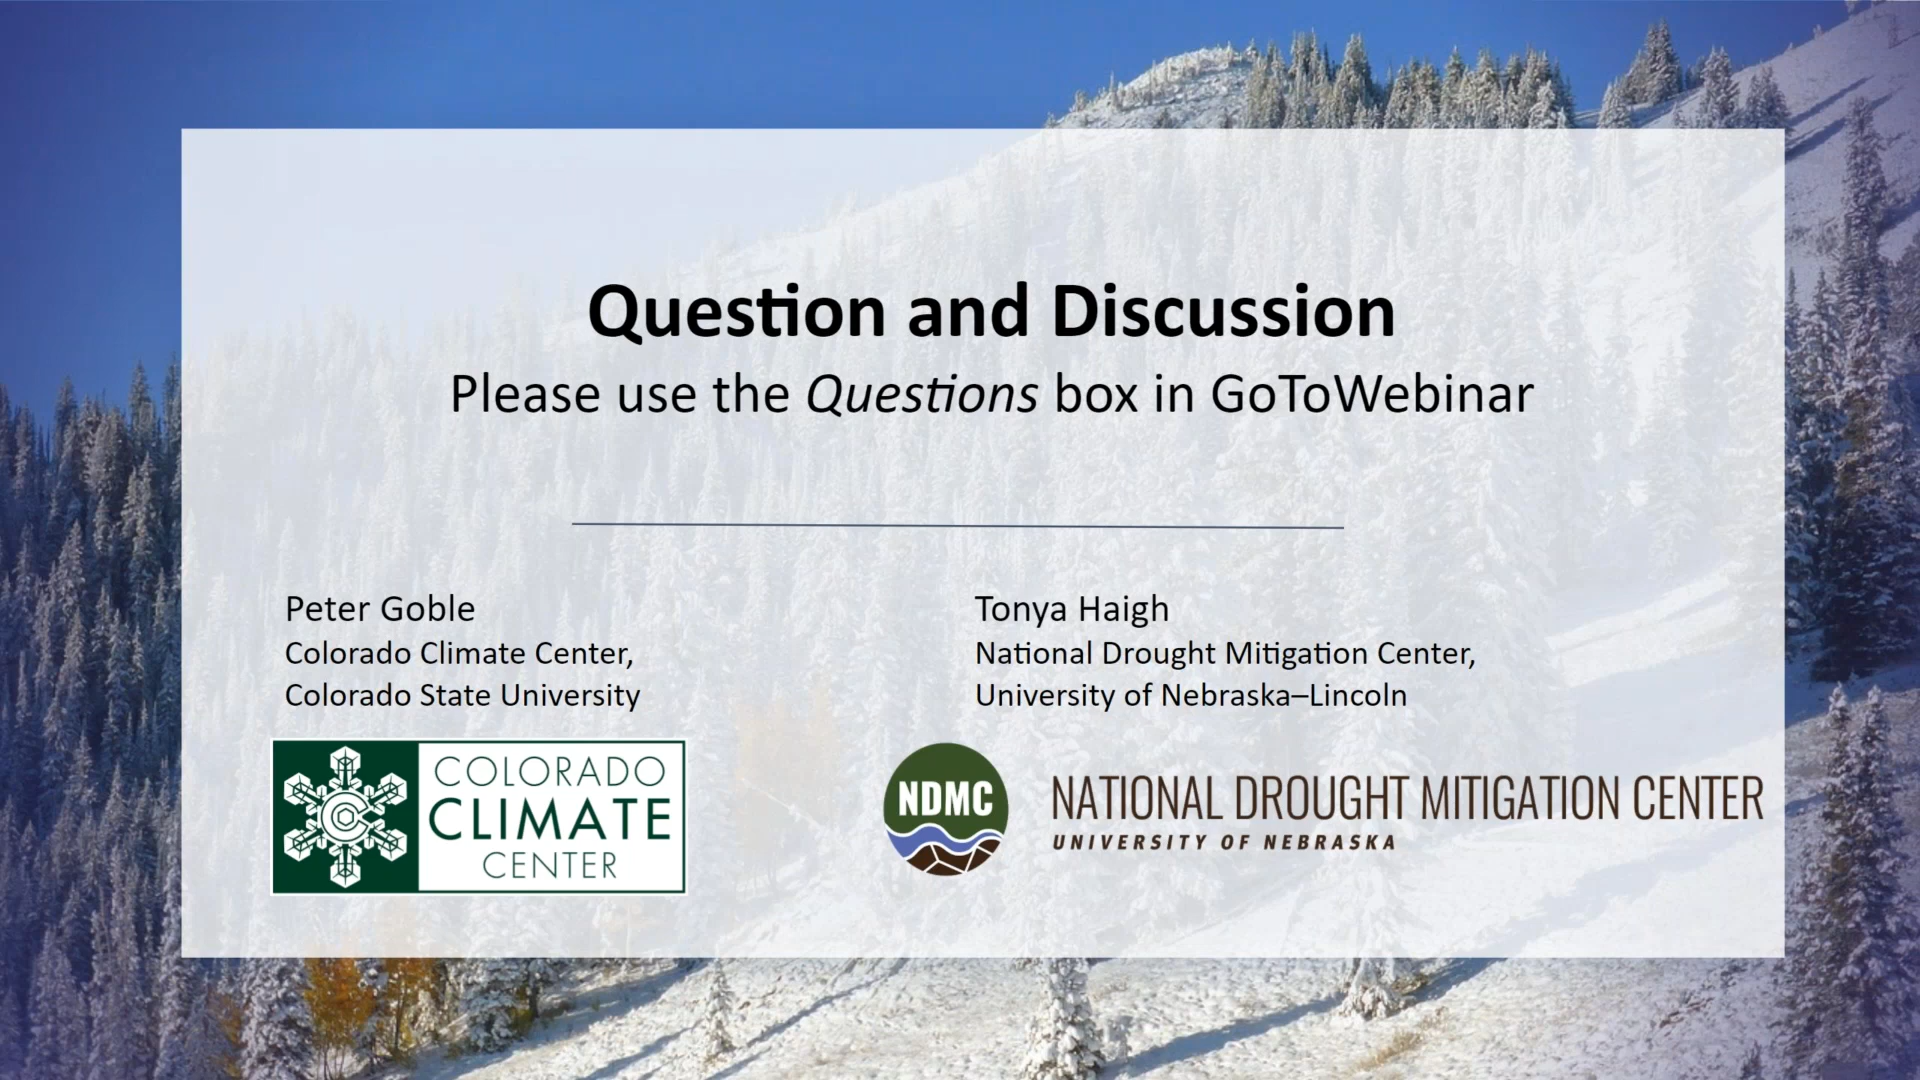 Question and Discussion
Please use the Questions box in GoToWebinar
Peter Goble
Colorado Climate Center,
Colorado State University
Tonya Haigh
National Drought Mitigation Center,
University of Nebraska–Lincoln
COLORADO
CLIMATE
CENTER
NDMC
NATIONAL DROUGHT MITIGATION CENTER
UNIVERSITY OF NEBRASKA